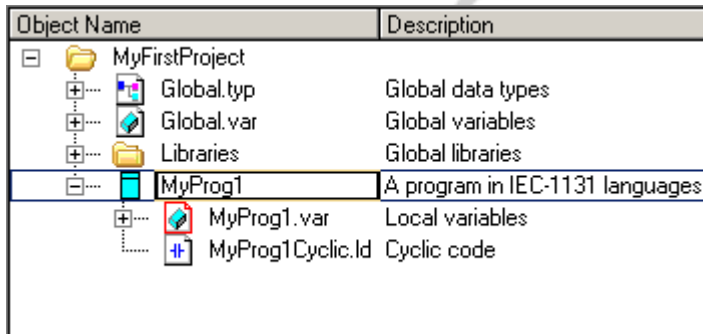 Object Name Description
MyFirstProject
Global.typ Global data types
Global.var Global variables
Libraries Global libraries
MyProg1 A program in IEC-1131 languages
MyProg1.var Local variables
MyProg1Cyclic.ld Cyclic code